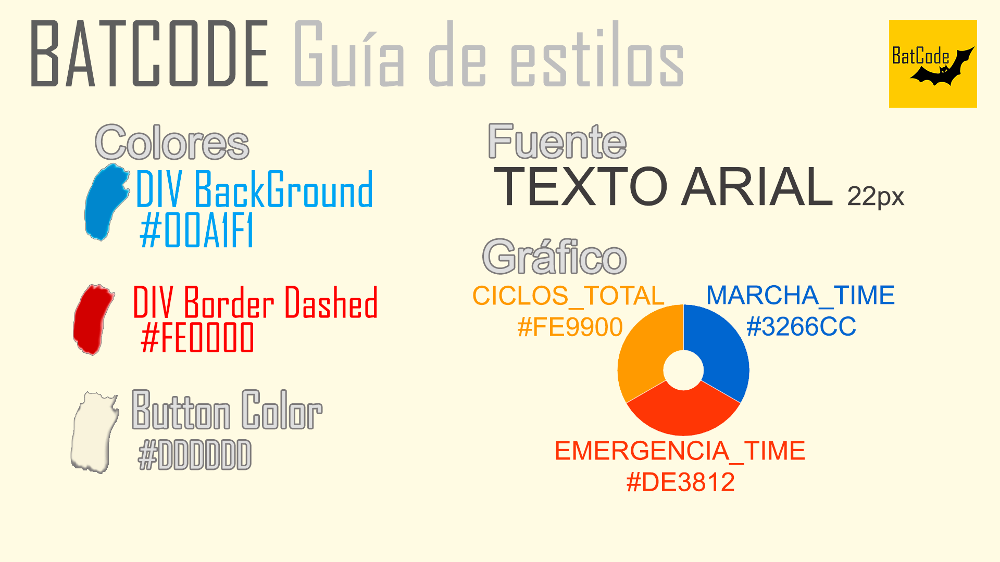 BATCODE Guía de estilos
BatCode
Colores
DIV BackGround
#00A1F1
DIV Border Dashed
#FE0000
Button Color
#DDDDDD
Fuente
TEXTO ARIAL 22px
Gráfico
CICLOS_TOTAL
#FE9900
MARCHA_TIME
#3266CC
EMERGENCIA_TIME
#DE3812